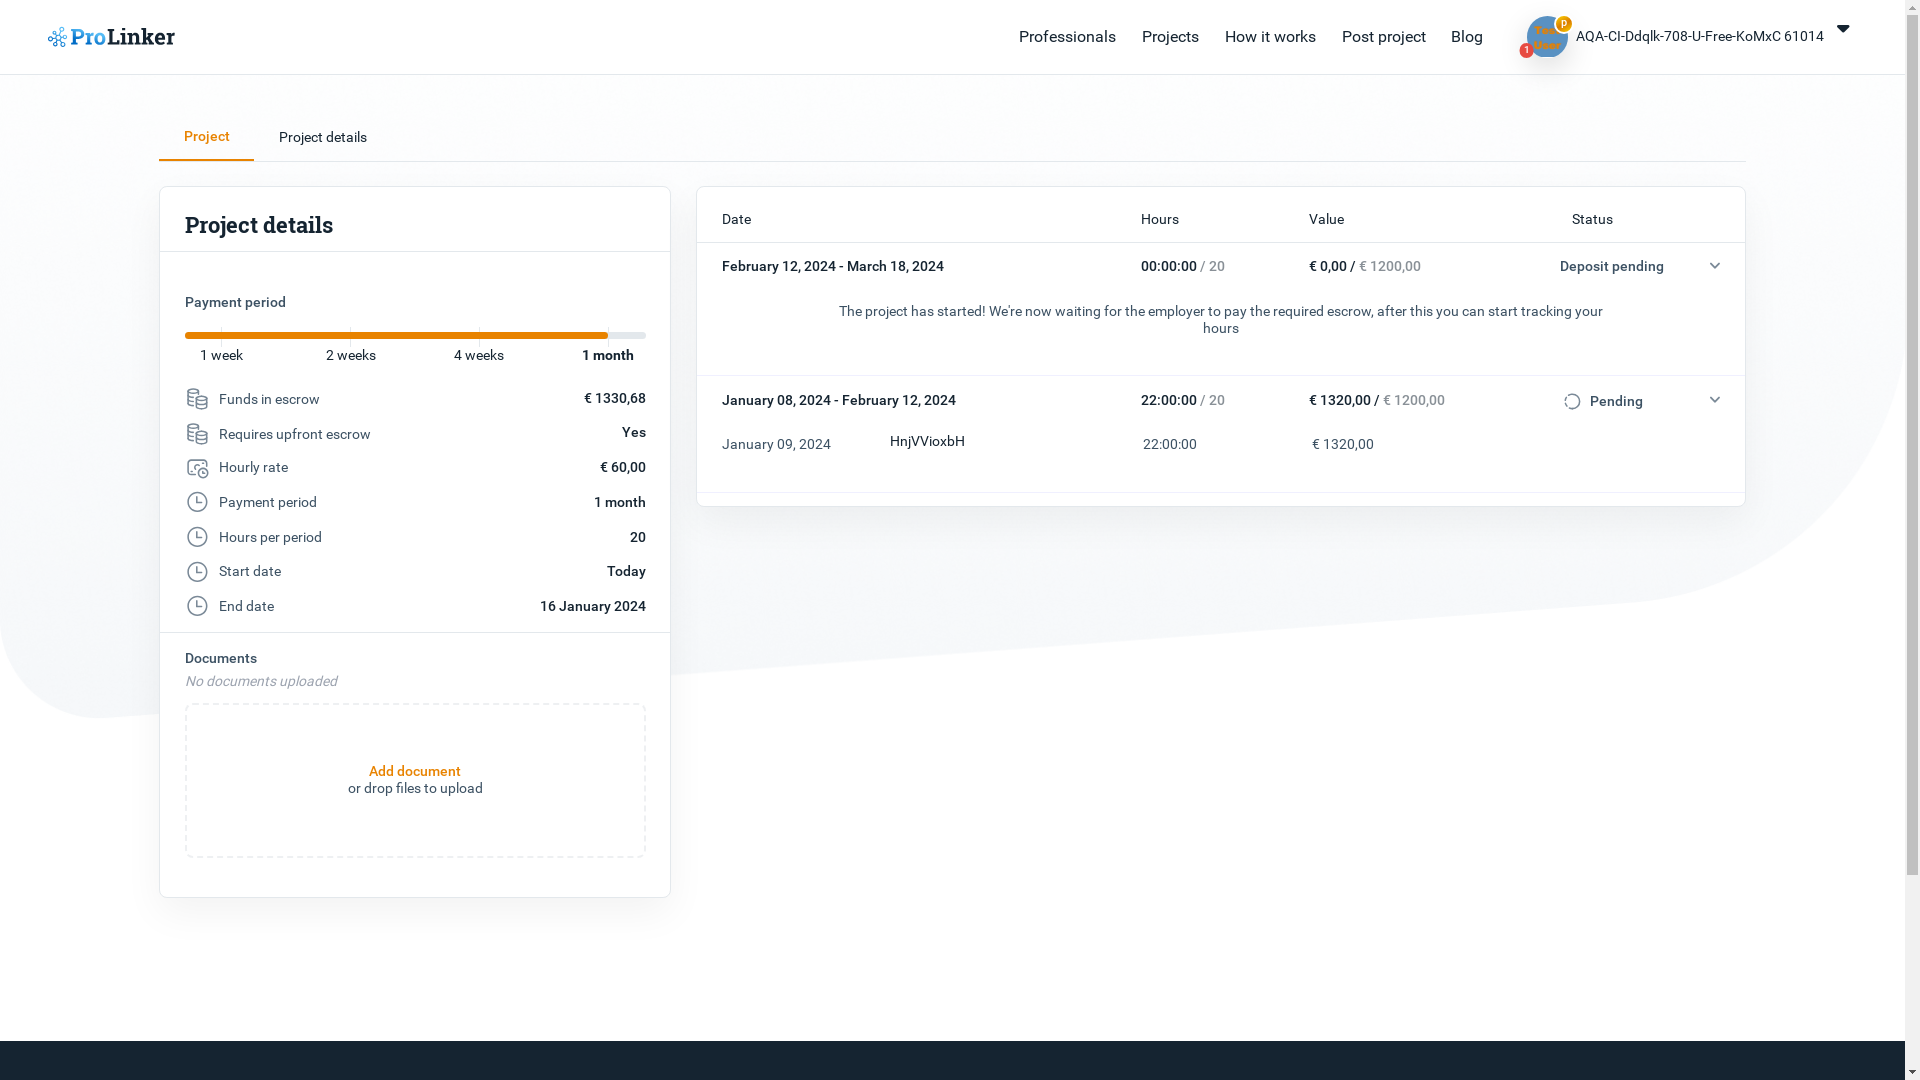 ProLinker
Professionals
Projects
How it works
Post project
Blog
p
1
AQA-CI-Ddqlk-708-U-Free-KoMxC 61014
Project
Project details
Project details
Payment period
1 week
2 weeks
4 weeks
1 month
Funds in escrow € 1330,68
Requires upfront escrow Yes
Hourly rate € 60,00
Payment period 1 month
Hours per period 20
Start date Today
End date 16 January 2024
Documents
No documents uploaded
Add document
or drop files to upload
Date Hours Value Status
February 12, 2024 - March 18, 2024 00:00:00 / 20 € 0,00 / € 1200,00 Deposit pending
The project has started! We're now waiting for the employer to pay the required escrow, after this you can start tracking your
hours
January 08, 2024 - February 12, 2024 22:00:00 / 20 € 1320,00 / € 1200,00 Pending
January 09, 2024 HnjVVioxbH 22:00:00 € 1320,00